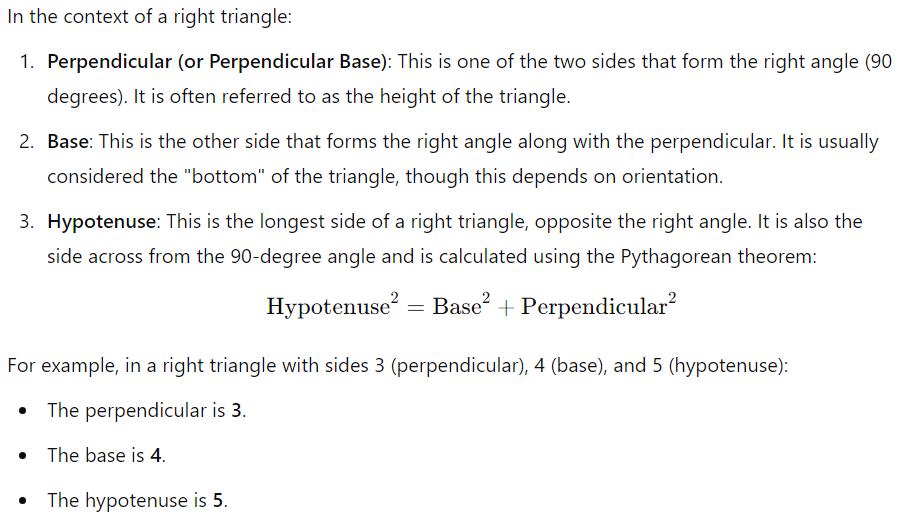 In the context of a right triangle:
1. Perpendicular (or Perpendicular Base): This is one of the two sides that form the right angle (90
degrees). It is often referred to as the height of the triangle.
2. Base: This is the other side that forms the right angle along with the perpendicular. It is usually
considered the "bottom" of the triangle, though this depends on orientation.
3. Hypotenuse: This is the longest side of a right triangle, opposite the right angle. It is also the
side across from the 90-degree angle and is calculated using the Pythagorean theorem:
Hypotenuse² = Base² + Perpendicular²
For example, in a right triangle with sides 3 (perpendicular), 4 (base), and 5 (hypotenuse):
• The perpendicular is 3.
• The base is 4.
• The hypotenuse is 5.